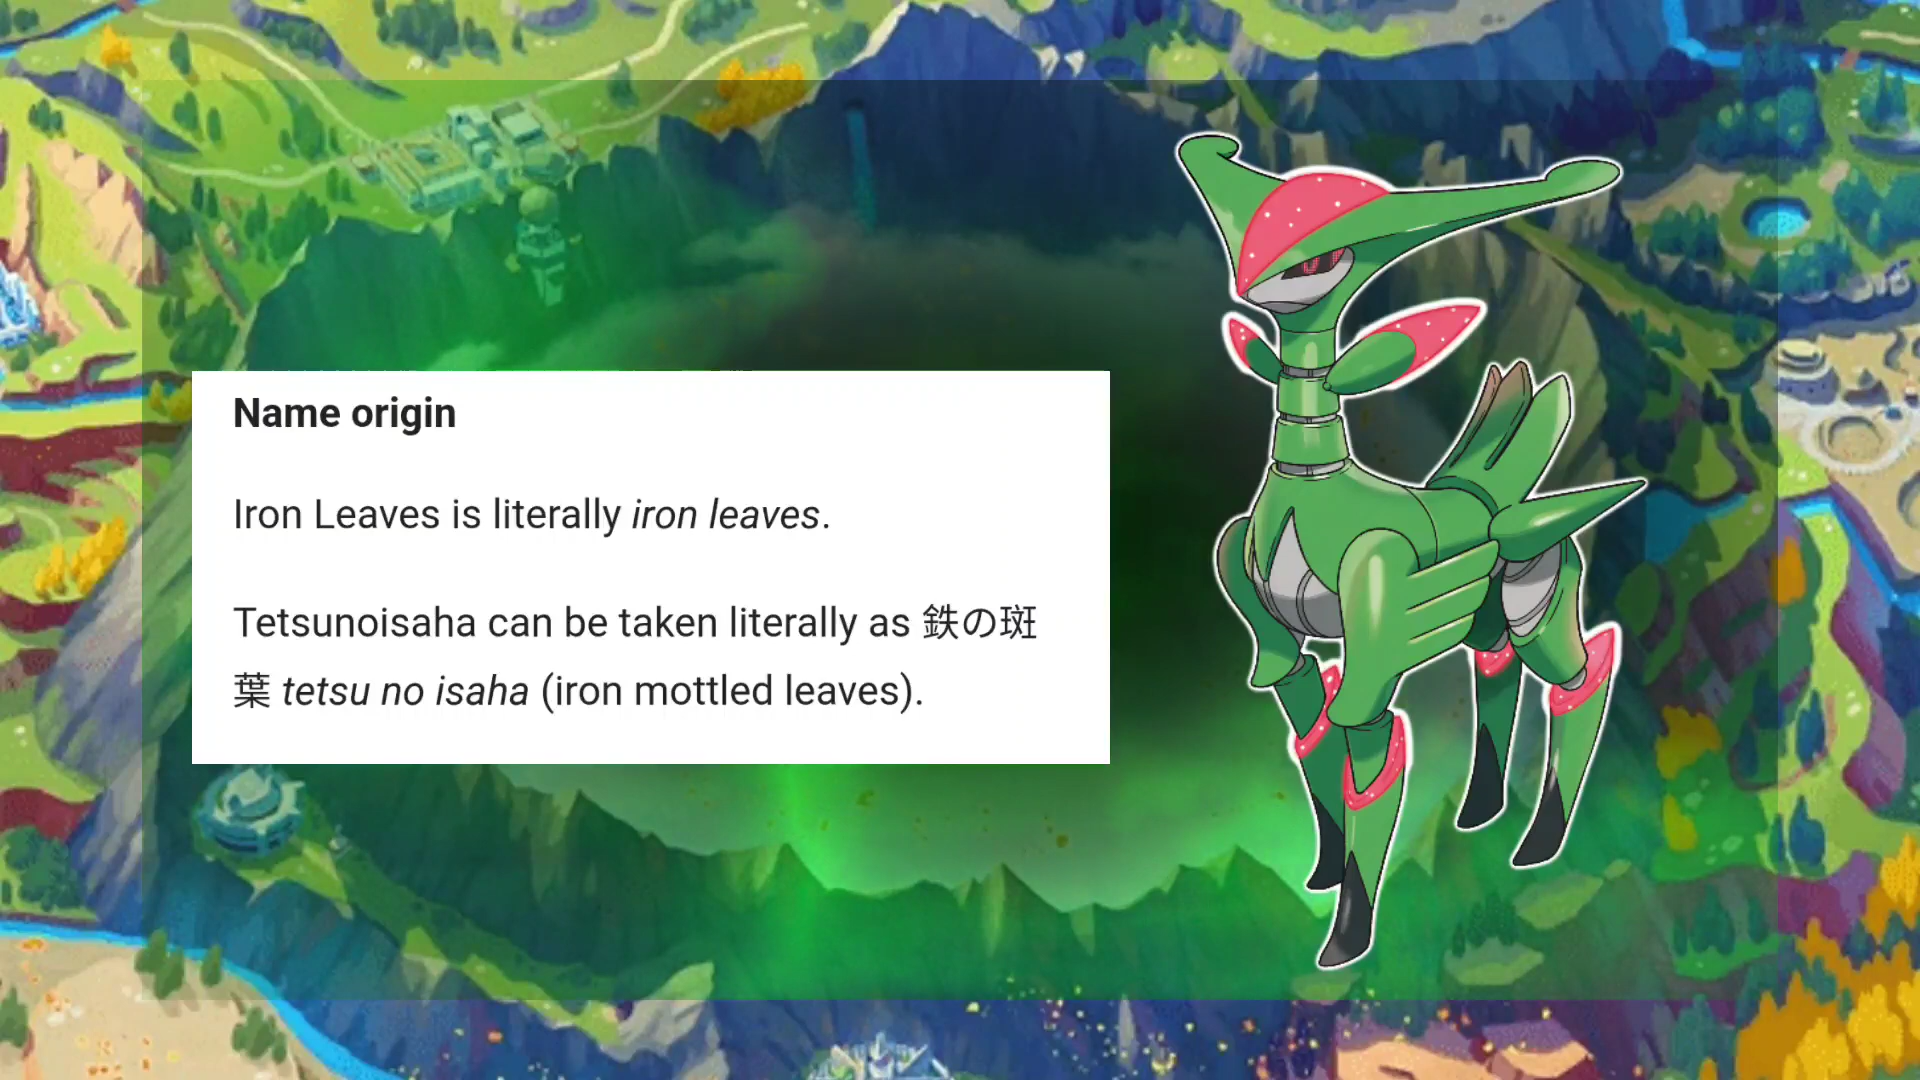 Name origin
Iron Leaves is literally iron leaves.
Tetsunoisaha can be taken literally as 鉄の斑
葉 tetsu no isaha (iron mottled leaves).